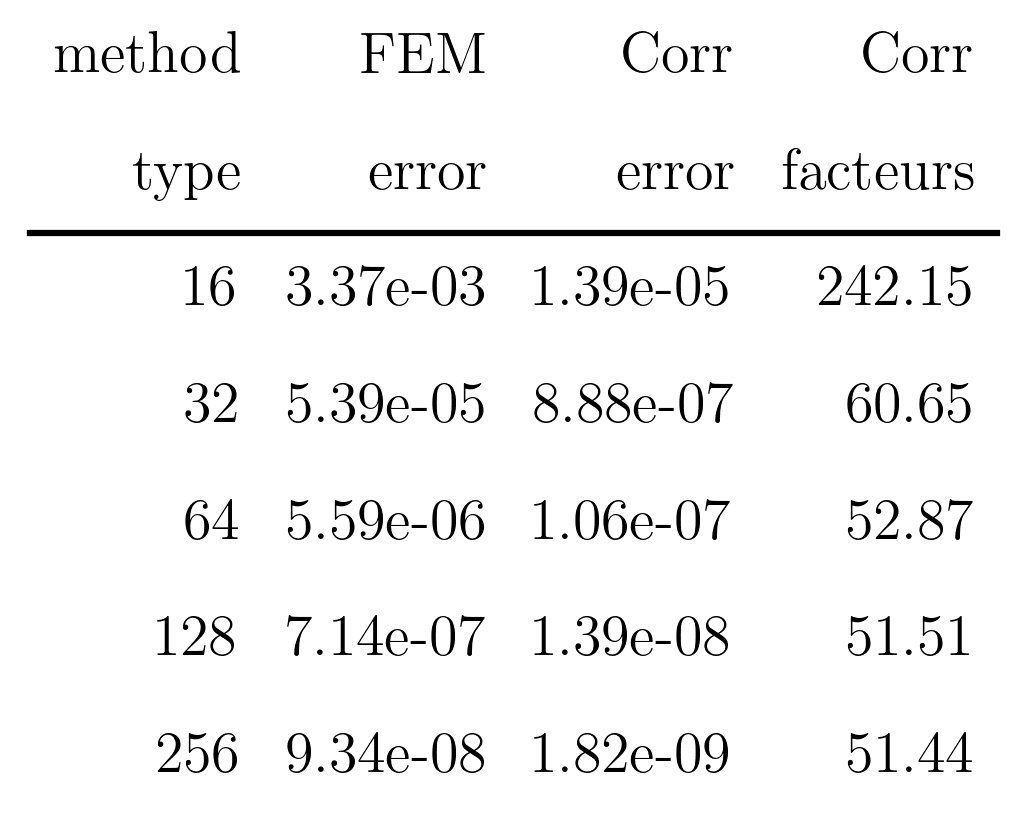 method FEM Corr Corr
type error error facteurs
16 3.37e-03 1.39e-05 242.15
32 5.39e-05 8.88e-07 60.65
64 5.59e-06 1.06e-07 52.87
128 7.14e-07 1.39e-08 51.51
256 9.34e-08 1.82e-09 51.44